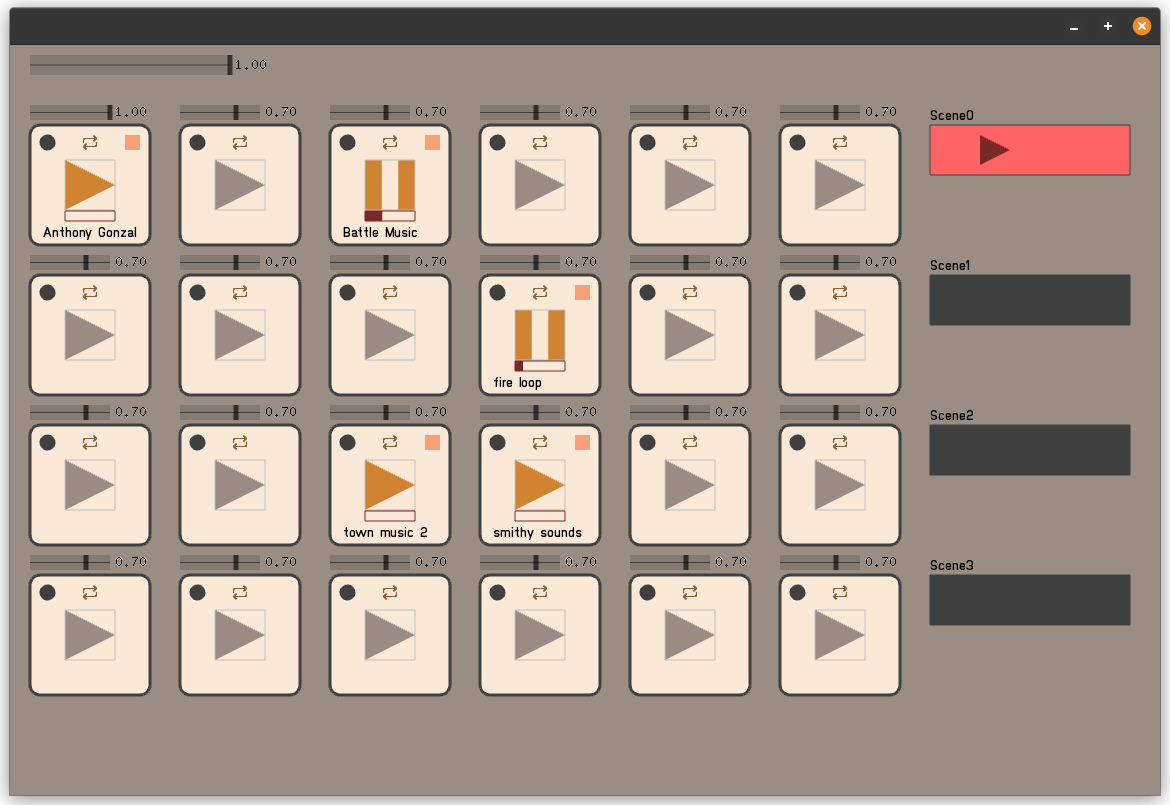 1.00
1.00 0.70 0.70 0.70 0.70 0.70
Scene0
Anthony Gonzal Battle Music
0.70 0.70 0.70 0.70 0.70 0.70
Scene1
fire loop
0.70 0.70 0.70 0.70 0.70 0.70
Scene2
town music 2 smithy sounds
0.70 0.70 0.70 0.70 0.70 0.70
Scene3